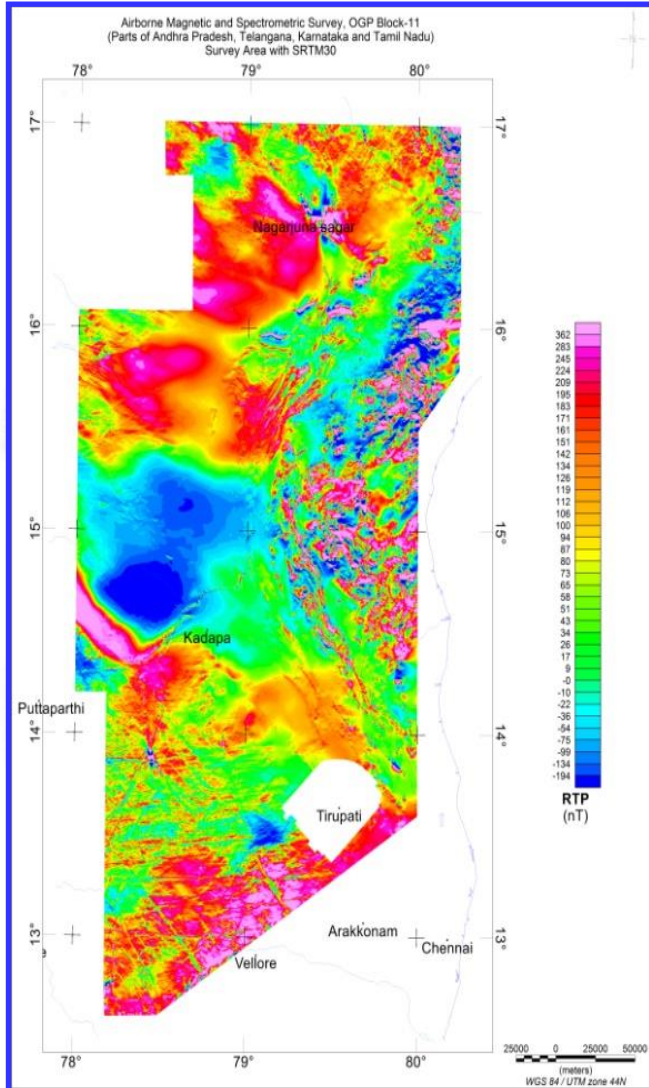 Airborne Magnetic and Spectrometric Survey, OGP Block-11
(Parts of Andhra Pradesh, Telangana, Karnataka and Tamil Nadu)
Survey Area with SRTM30
78° 79° 80°
17° 17°
Nagarjuna sagar
16° 16°
362
283
245
224
209
195
183
171
161
151
142
134
126
119
112
106
100
94
87
80
73
65
58
51
43
34
26
17
9
-0
-10
-22
-36
-54
-75
-99
-134
-194
RTP
(nT)
15° 15°
Kadapa
Puttaparthi
14° 14°
Tirupati
13° 13°
Arakkonam
Chennai
e
Vellore
78° 79° 80°
25000 0 25000 50000
(meters)
WGS 84 / UTM zone 44N